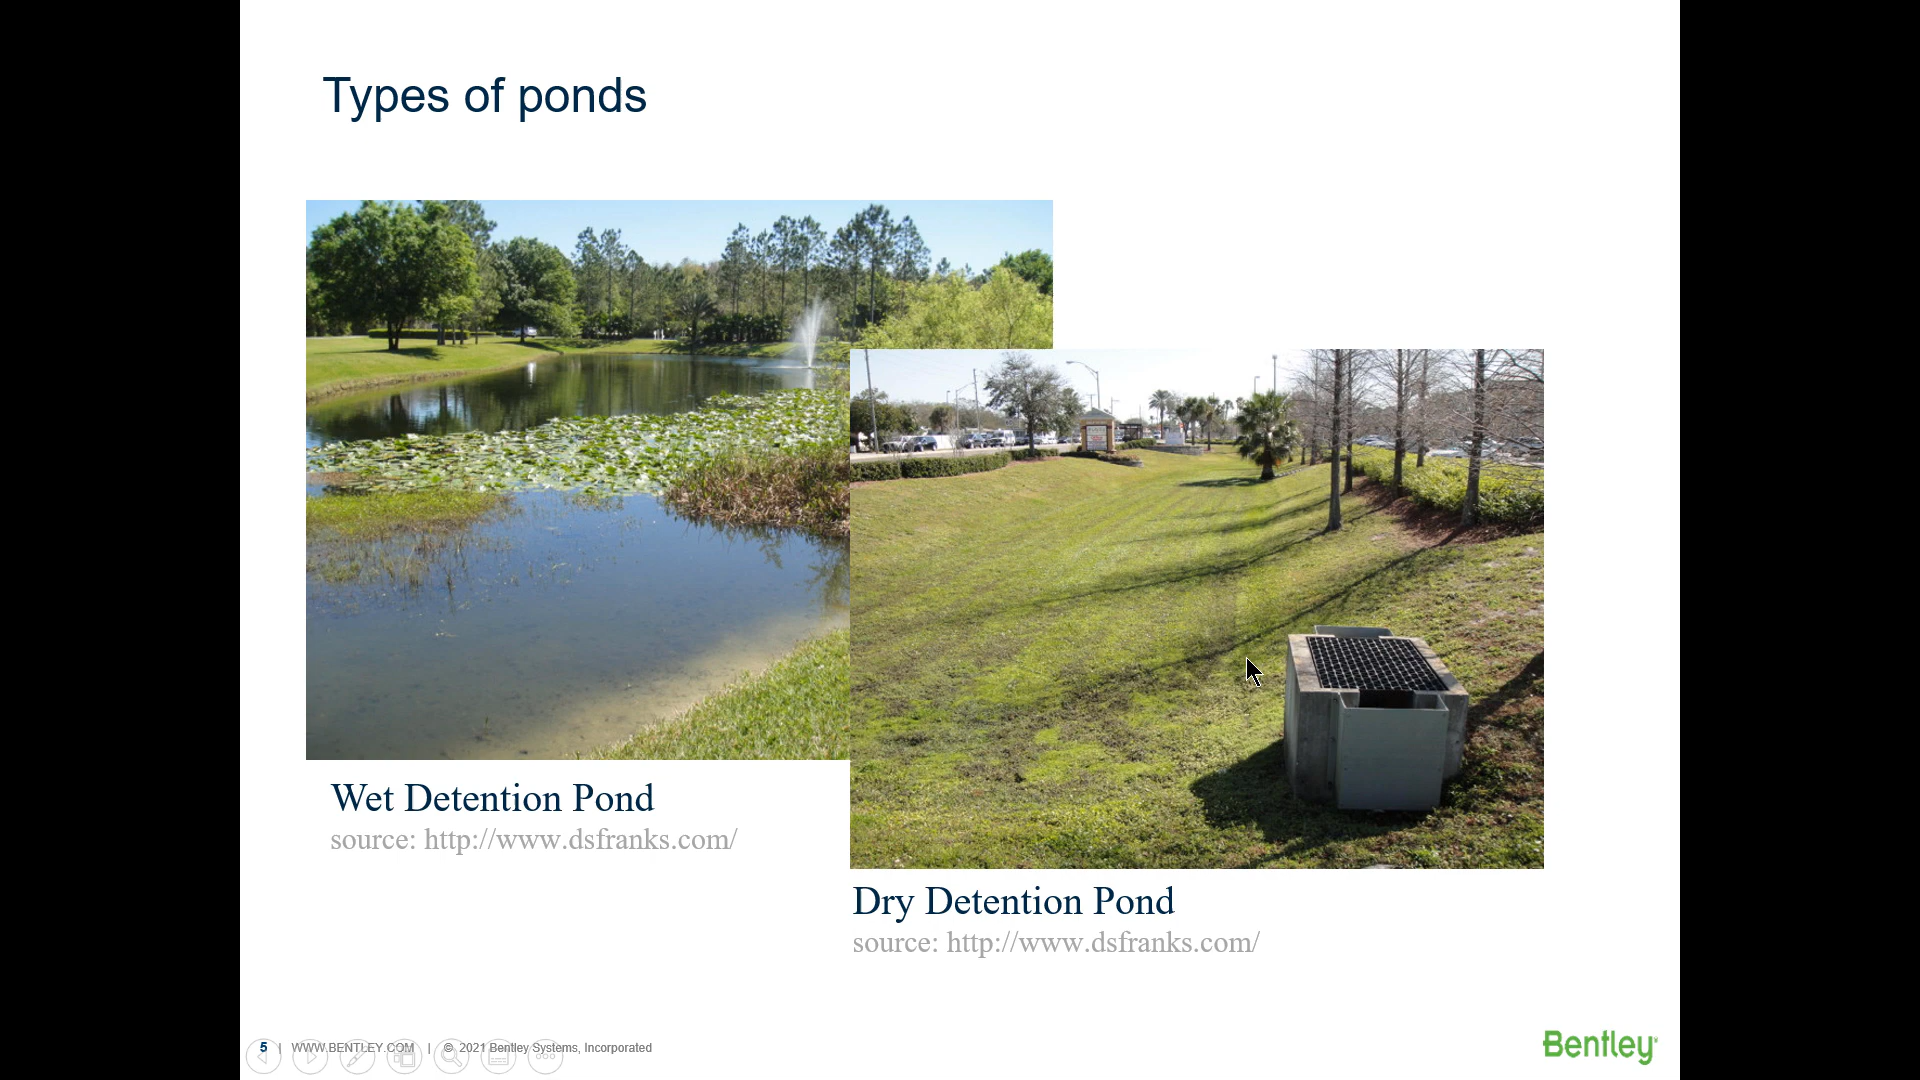 Types of ponds
Wet Detention Pond
source: http://www.dsfranks.com/
Dry Detention Pond
source: http://www.dsfranks.com/
5 | WWW.BENTLEY.COM | © 2021 Bentley Systems, Incorporated
Bentley